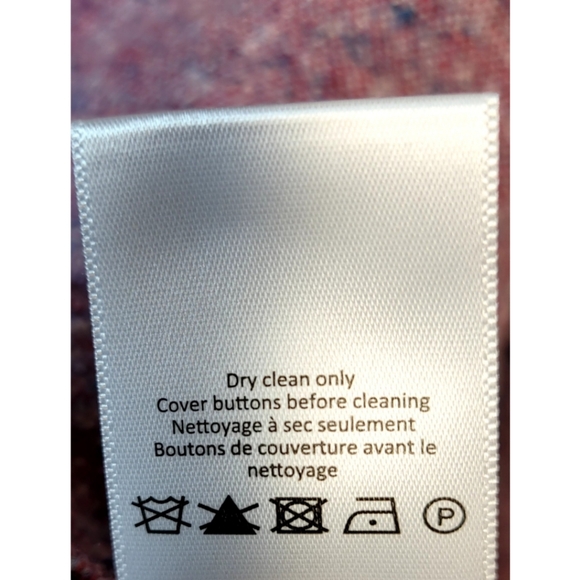 Dry clean only
Cover buttons before cleaning
Nettoyage à sec seulement
Boutons de couverture avant le
nettoyage
P